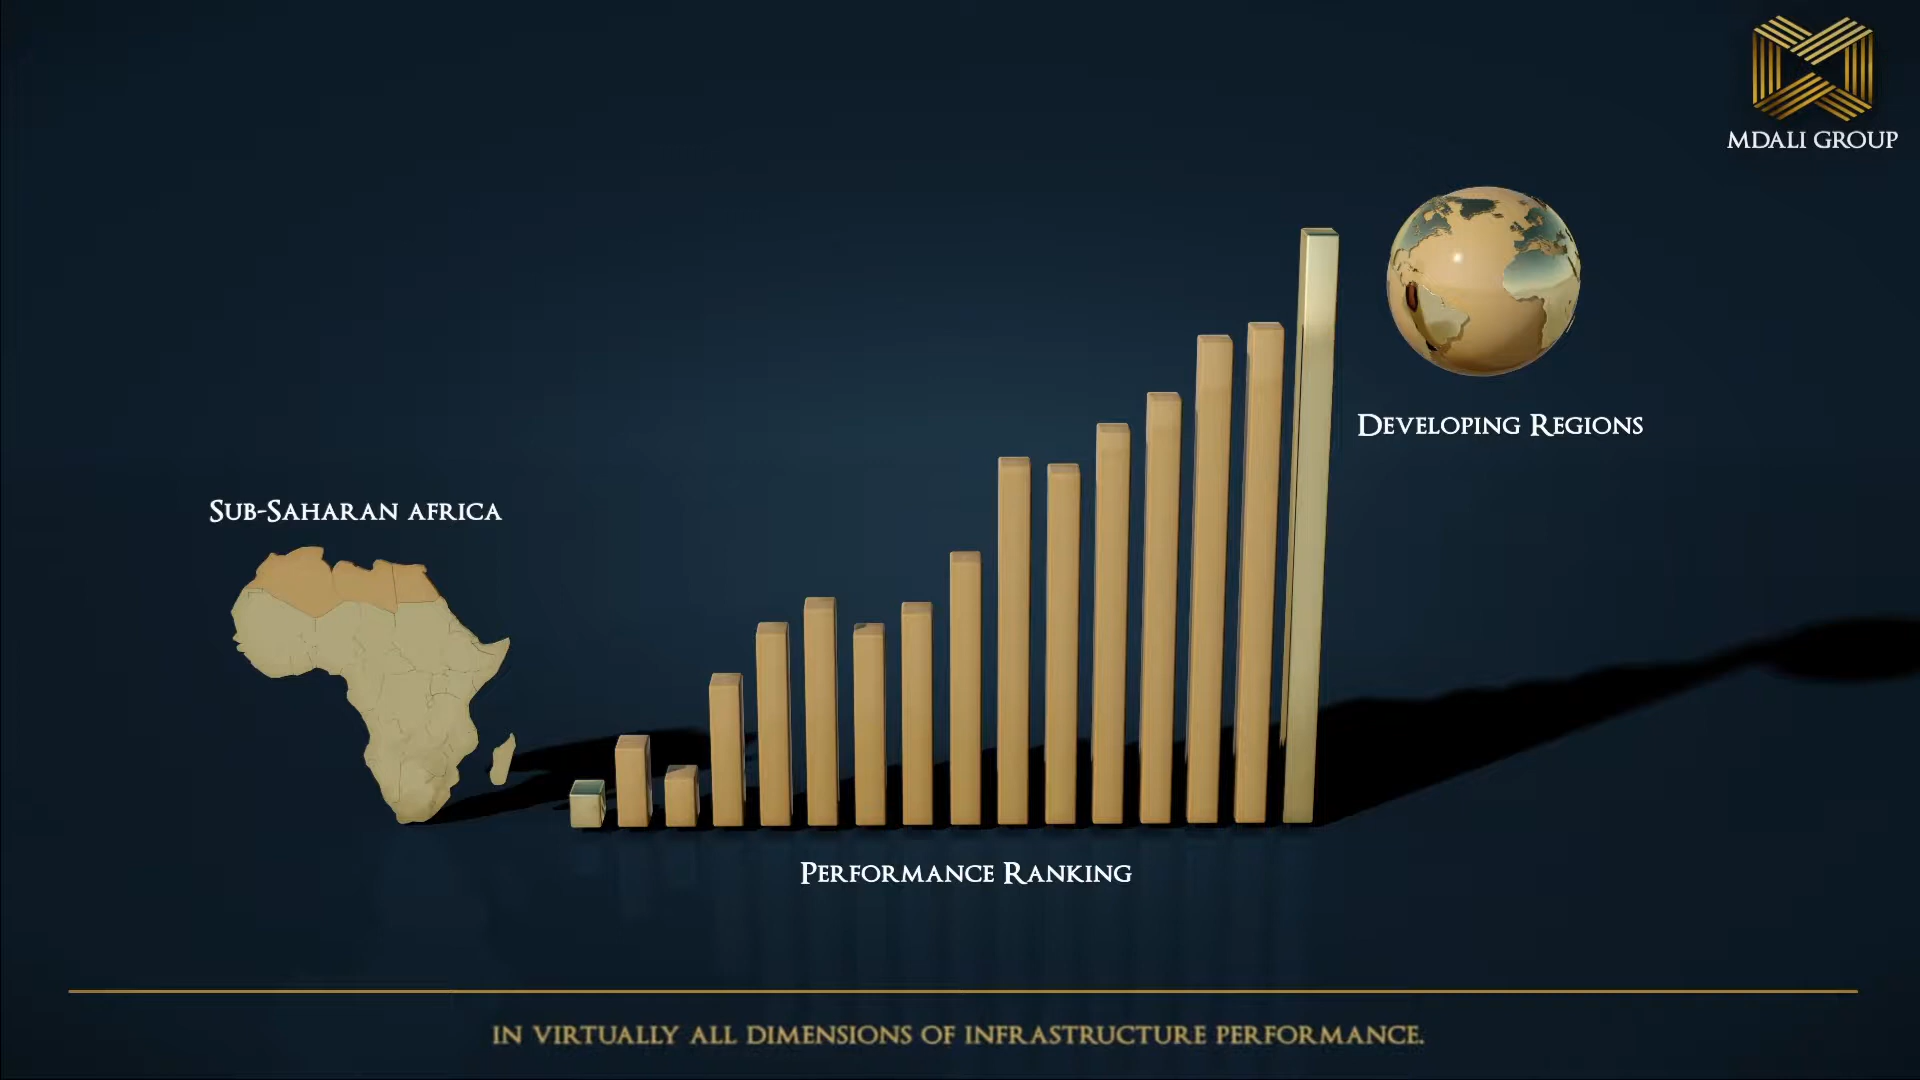 MDALI GROUP
Developing Regions
Sub-Saharan africa
Performance Ranking
IN VIRTUALLY ALL DIMENSIONS OF INFRASTRUCTURE PERFORMANCE.